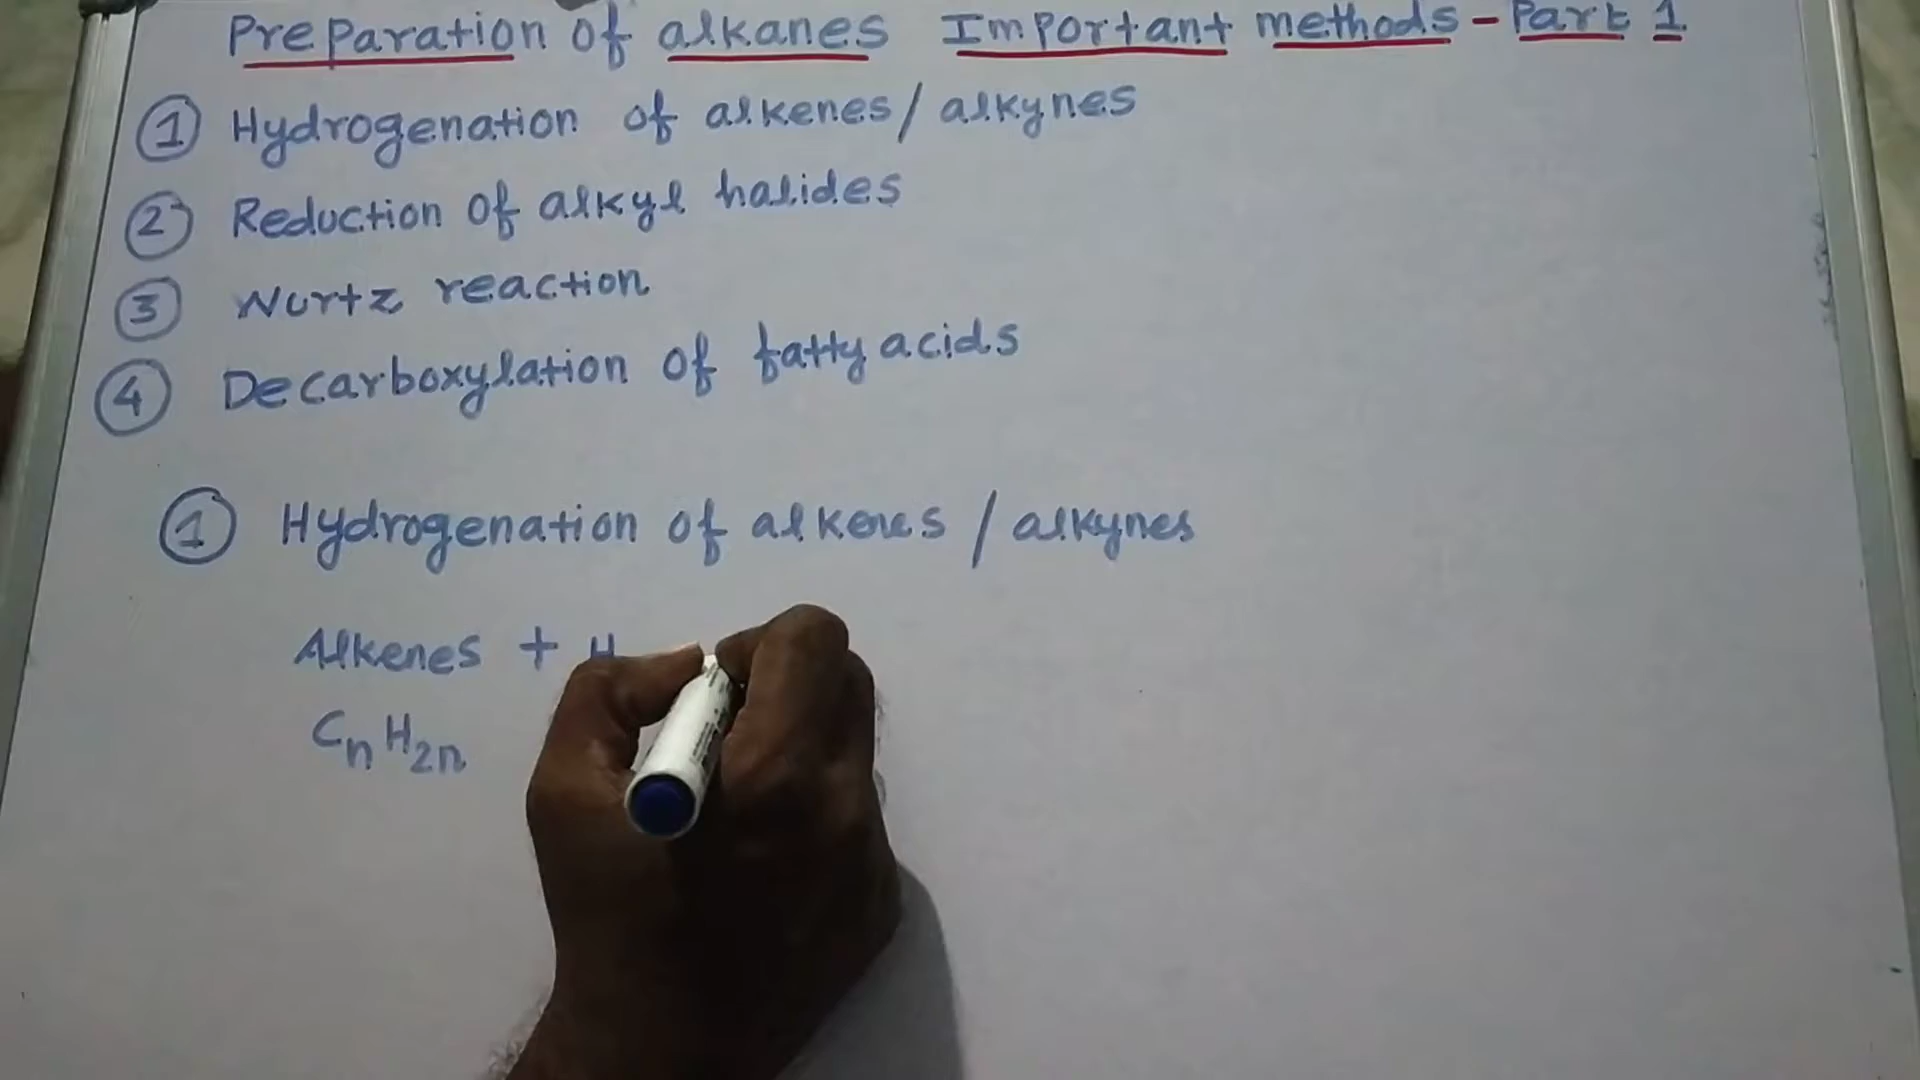 Preparation of alkanes Important methods - Part 1
① Hydrogenation of alkenes / alkynes
② Reduction of alkyl halides
③ Wurtz reaction
④ Decarboxylation of fatty acids
① Hydrogenation of alkenes / alkynes
Alkenes + H
CnH2n